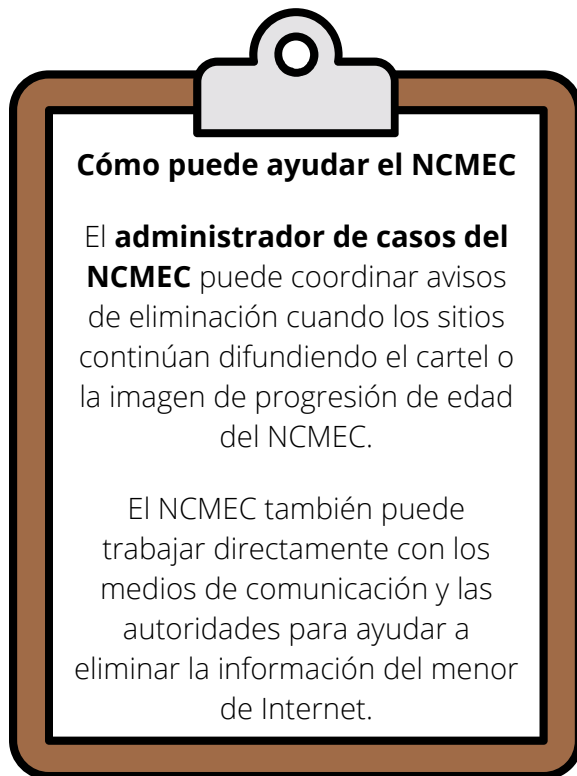 Cómo puede ayudar el NCMEC
El administrador de casos del
NCMEC puede coordinar avisos
de eliminación cuando los sitios
continúan difundiendo el cartel o
la imagen de progresión de edad
del NCMEC.
El NCMEC también puede
trabajar directamente con los
medios de comunicación y las
autoridades para ayudar a
eliminar la información del menor
de Internet.